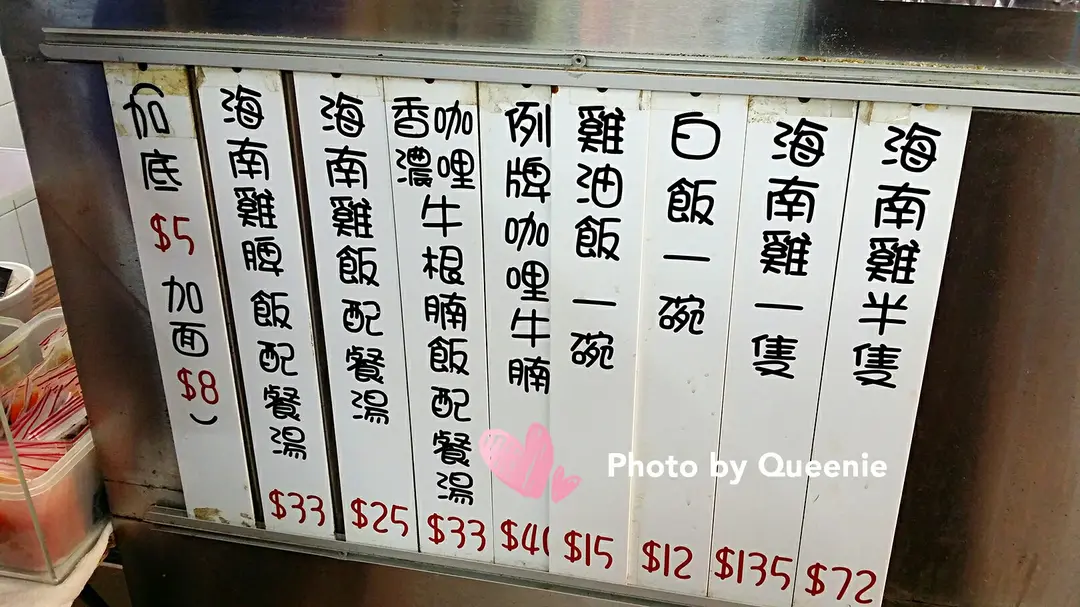 海南雞半隻 $72
海南雞一隻 $135
白飯一碗 $12
雞油飯一碗 $15
例牌咖哩牛腩
咖哩香濃牛根腩飯配餐湯 $33
海南雞飯配餐湯 $25
海南雞脾飯配餐湯 $33
(加底 $5 加面 $8)
Photo by Queenie